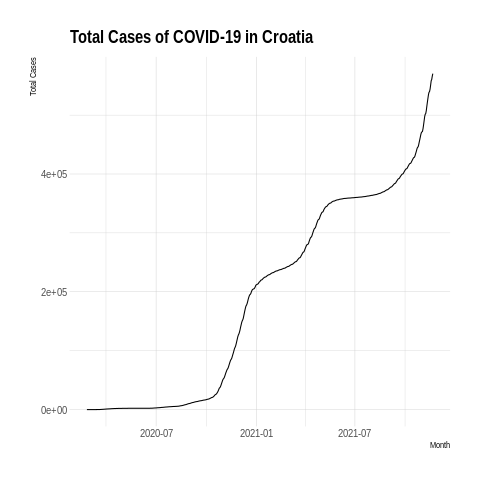 Total Cases of COVID-19 in Croatia
Total Cases
4e+05
2e+05
0e+00
2020-07 2021-01 2021-07
Month